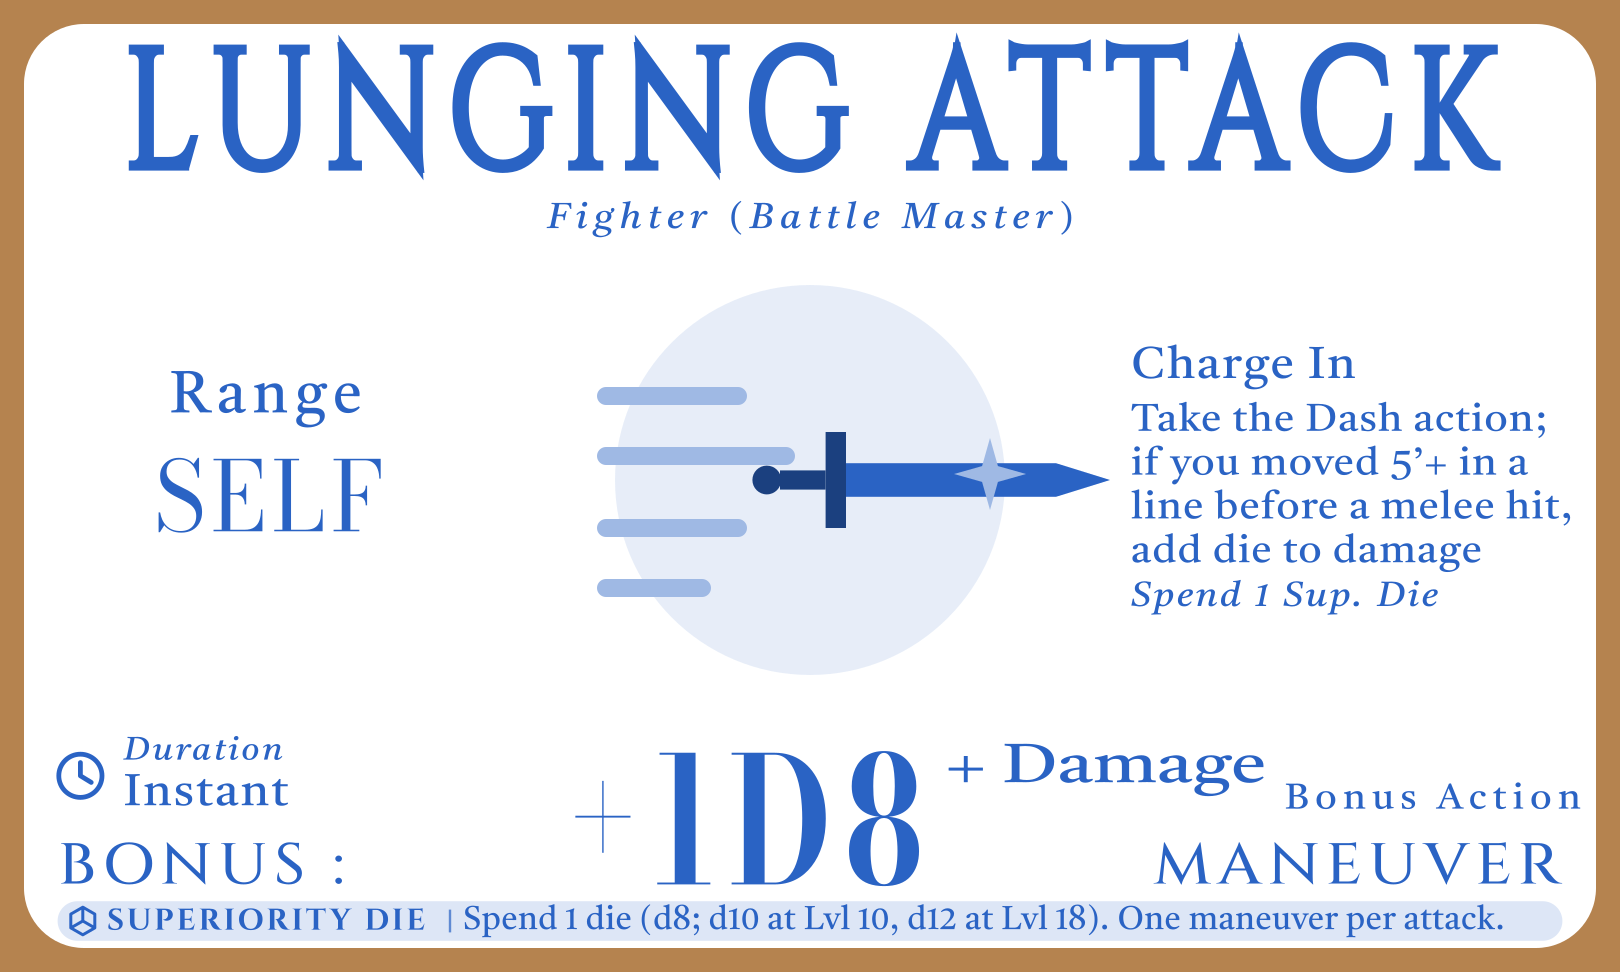 LUNGING ATTACK
Fighter (Battle Master)
Range
SELF
Charge In
Take the Dash action;
if you moved 5’+ in a
line before a melee hit,
add die to damage
Spend 1 Sup. Die
Duration
Instant
BONUS :
+ 1D8 + Damage
Bonus Action
MANEUVER
SUPERIORITY DIE | Spend 1 die (d8; d10 at Lvl 10, d12 at Lvl 18). One maneuver per attack.